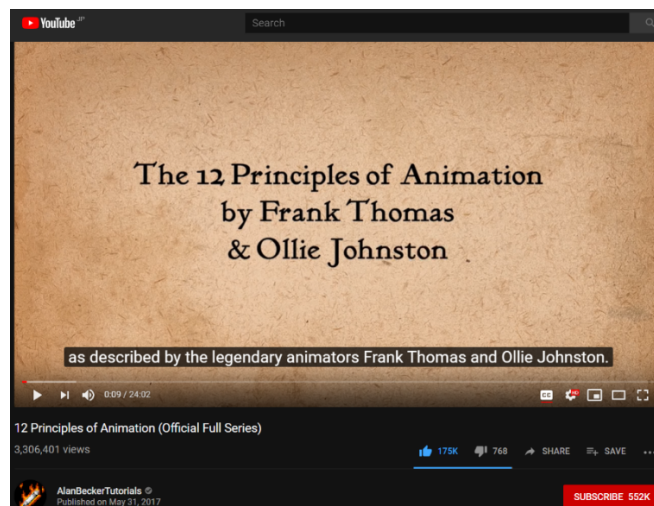 YouTube JP
Search
The 12 Principles of Animation
by Frank Thomas
& Ollie Johnston
as described by the legendary animators Frank Thomas and Ollie Johnston.
0:09 / 24:02
CC
HD
12 Principles of Animation (Official Full Series)
3,306,401 views
175K
768
SHARE
SAVE
AlanBeckerTutorials
Published on May 31, 2017
SUBSCRIBE 552K